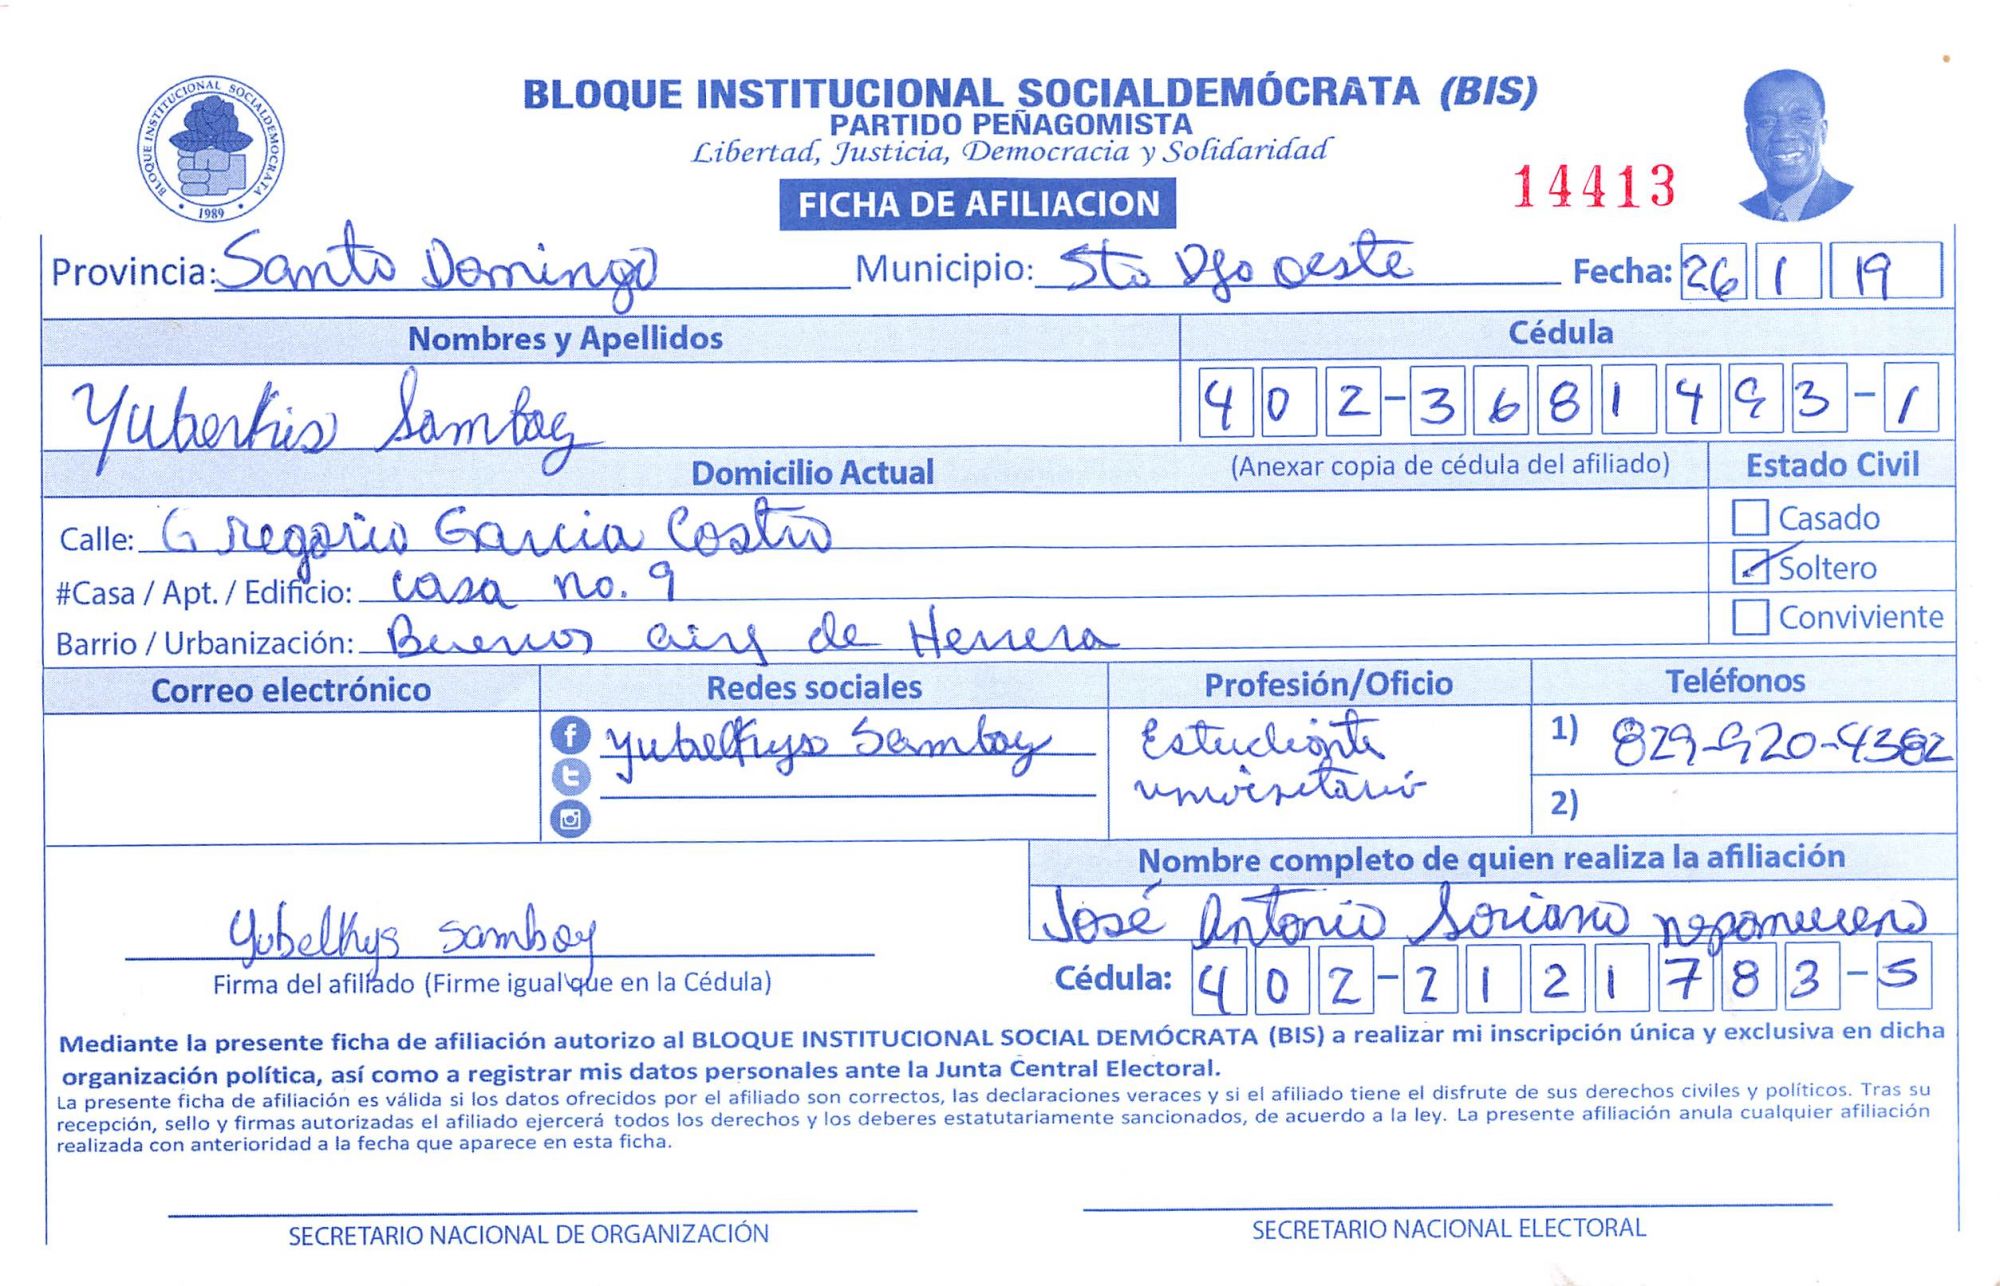 BLOQUE INSTITUCIONAL SOCIALDEMÓCRATA (BIS)
PARTIDO PEÑAGOMISTA
Libertad, Justicia, Democracia y Solidaridad
BLOQUE INSTITUCIONAL SOCIALDEMOCRATA
• 1989 •
FICHA DE AFILIACION
14413
Provincia: Santo Domingo Municipio: Sto Dgo oeste Fecha: 26 1 19
Nombres y Apellidos Cédula
Yuberkis Samboy 402-3681493-1
Domicilio Actual (Anexar copia de cédula del afiliado) Estado Civil
Calle: Gregorio Garcia Costro Casado
#Casa / Apt. / Edificio: casa no. 9 Soltero
Barrio / Urbanización: Buenos aires de Herrera Conviviente
Correo electrónico Redes sociales Profesión/Oficio Teléfonos
yubelkys Samboy Estudiante 1) 829-920-4382
universitario 2)
Nombre completo de quien realiza la afiliación
José Antonio Soriano nepomuceno
Yubelkys samboy
Firma del afiliado (Firme igual que en la Cédula) Cédula: 402-2121783-5
Mediante la presente ficha de afiliación autorizo al BLOQUE INSTITUCIONAL SOCIAL DEMÓCRATA (BIS) a realizar mi inscripción única y exclusiva en dicha
organización política, así como a registrar mis datos personales ante la Junta Central Electoral.
La presente ficha de afiliación es válida si los datos ofrecidos por el afiliado son correctos, las declaraciones veraces y si el afiliado tiene el disfrute de sus derechos civiles y políticos. Tras su
recepción, sello y firmas autorizadas el afiliado ejercerá todos los derechos y los deberes estatutariamente sancionados, de acuerdo a la ley. La presente afiliación anula cualquier afiliación
realizada con anterioridad a la fecha que aparece en esta ficha.
SECRETARIO NACIONAL DE ORGANIZACIÓN SECRETARIO NACIONAL ELECTORAL